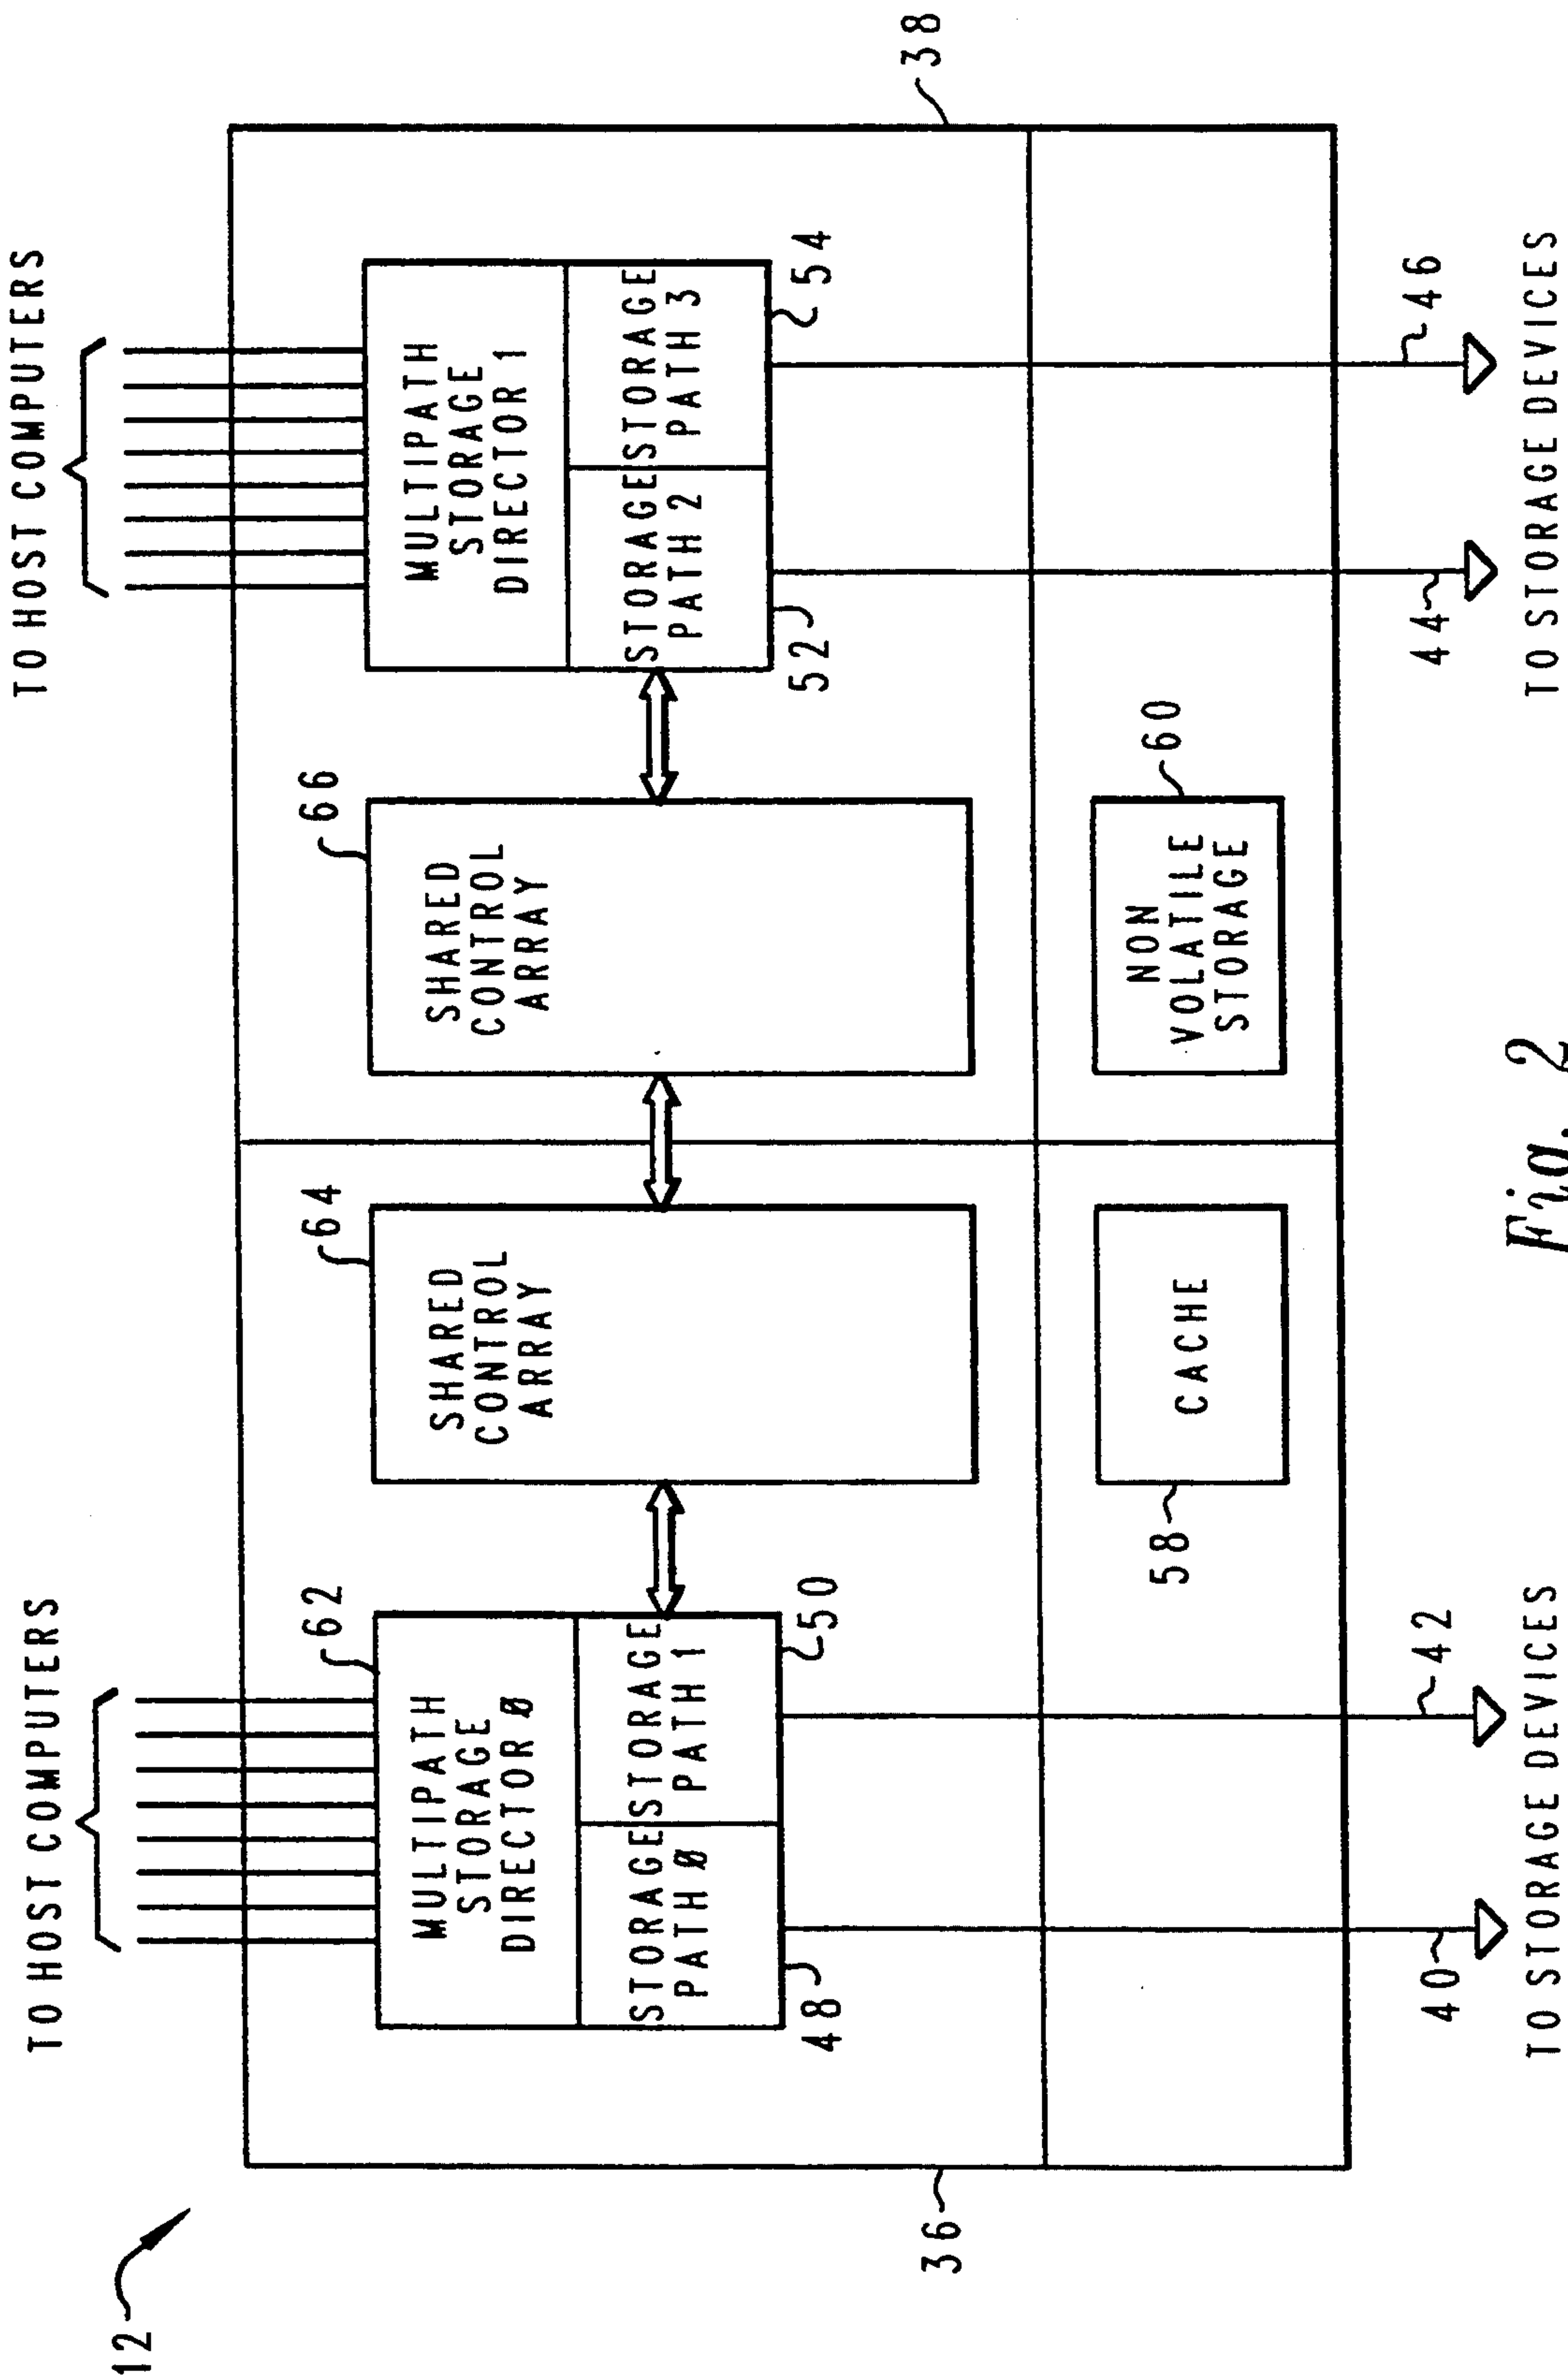 12
TO HOST COMPUTERS
TO HOST COMPUTERS
62
MULTIPATH
STORAGE
DIRECTOR Ø
STORAGE
PATH Ø
STORAGE
PATH 1
48
50
64
SHARED
CONTROL
ARRAY
66
SHARED
CONTROL
ARRAY
MULTIPATH
STORAGE
DIRECTOR 1
STORAGE
PATH 2
STORAGE
PATH 3
52
54
36
38
58
CACHE
NON
VOLATILE
STORAGE
60
40
42
44
46
TO STORAGE DEVICES
TO STORAGE DEVICES
Fig. 2